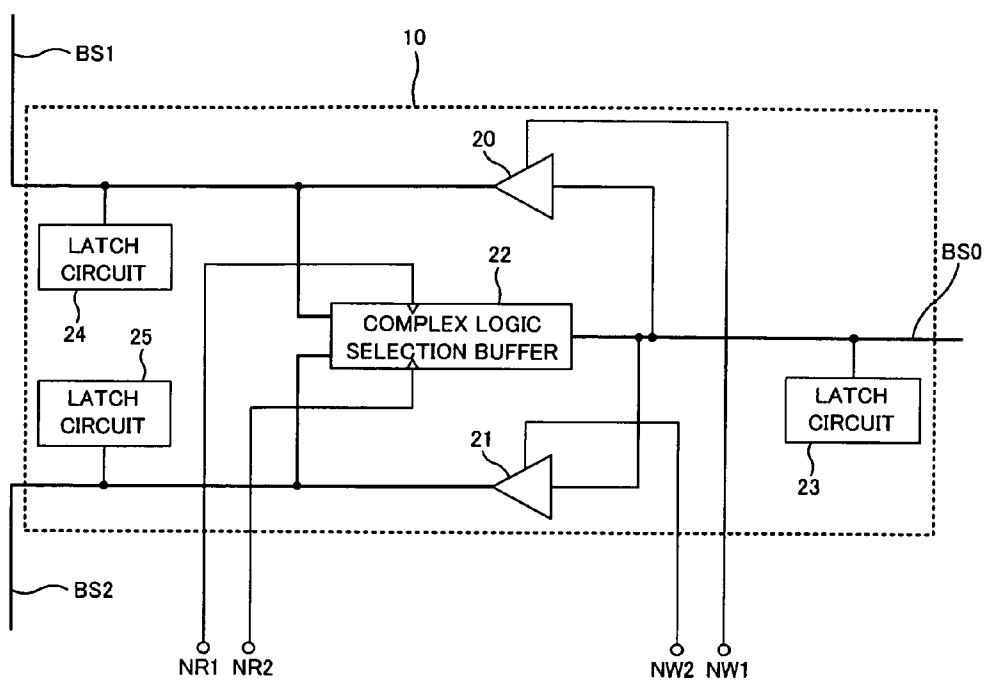 10
BS1
20
LATCH
CIRCUIT
24
22
COMPLEX LOGIC
SELECTION BUFFER
BS0
25
LATCH
CIRCUIT
LATCH
CIRCUIT
23
21
BS2
NR1 NR2 NW2 NW1